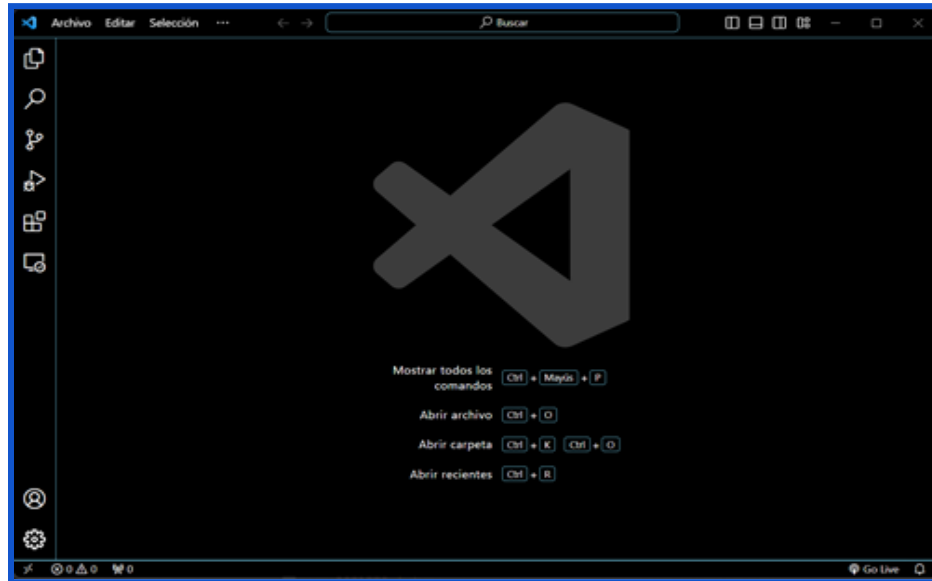 Archivo Editar Selección ··· Buscar
Mostrar todos los
comandos Ctrl + Mayús + P
Abrir archivo Ctrl + O
Abrir carpeta Ctrl + K Ctrl + O
Abrir recientes Ctrl + R
0 0 0 Go Live